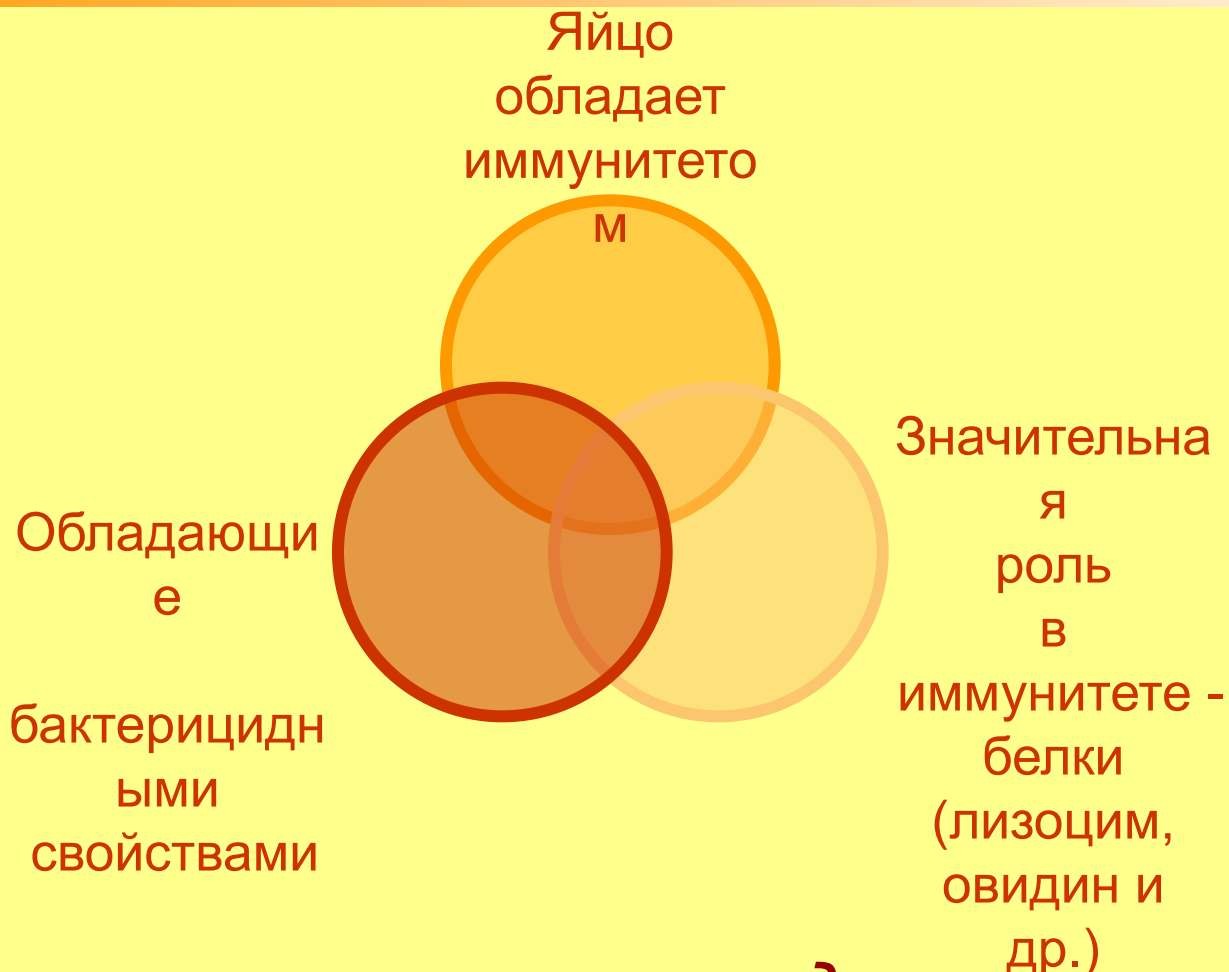 Яйцо
обладает
иммунитето
м
Значительна
я
роль
в
иммунитете -
белки
(лизоцим,
овидин и
др.)
Обладающи
е
бактерицидн
ыми
свойствами